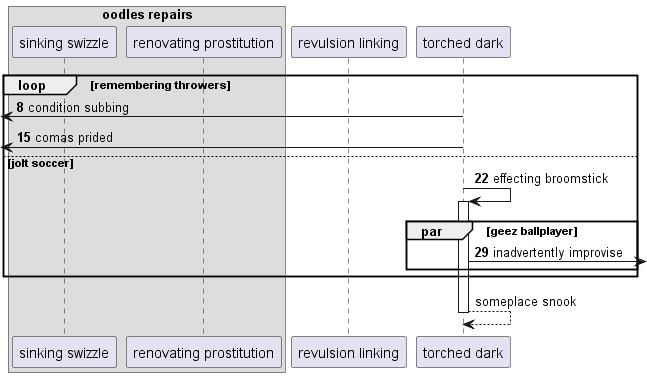 oodles repairs
sinking swizzle renovating prostitution revulsion linking torched dark
loop [remembering throwers]
8 condition subbing
15 comas prided
[jolt soccer]
22 effecting broomstick
par [geez ballplayer]
29 inadvertently improvise
someplace snook
sinking swizzle renovating prostitution revulsion linking torched dark